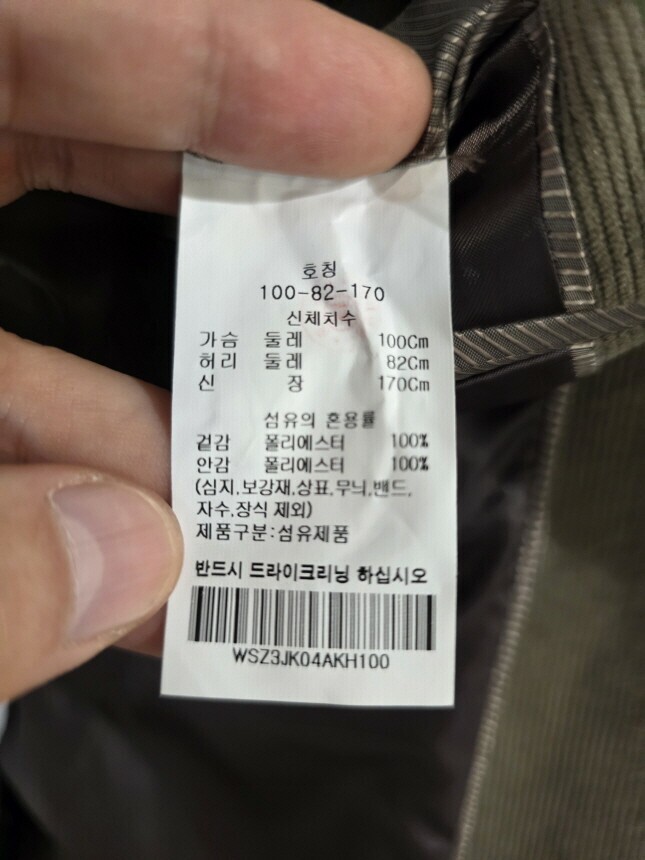 호칭
100-82-170
신체치수
가슴 둘레 100Cm
허리 둘레 82Cm
신 장 170Cm
섬유의 혼용률
겉감 폴리에스터 100%
안감 폴리에스터 100%
(심지,보강재,상표,무늬,밴드,
자수,장식 제외)
제품구분:섬유제품
반드시 드라이크리닝 하십시오
WSZ3JK04AKH100